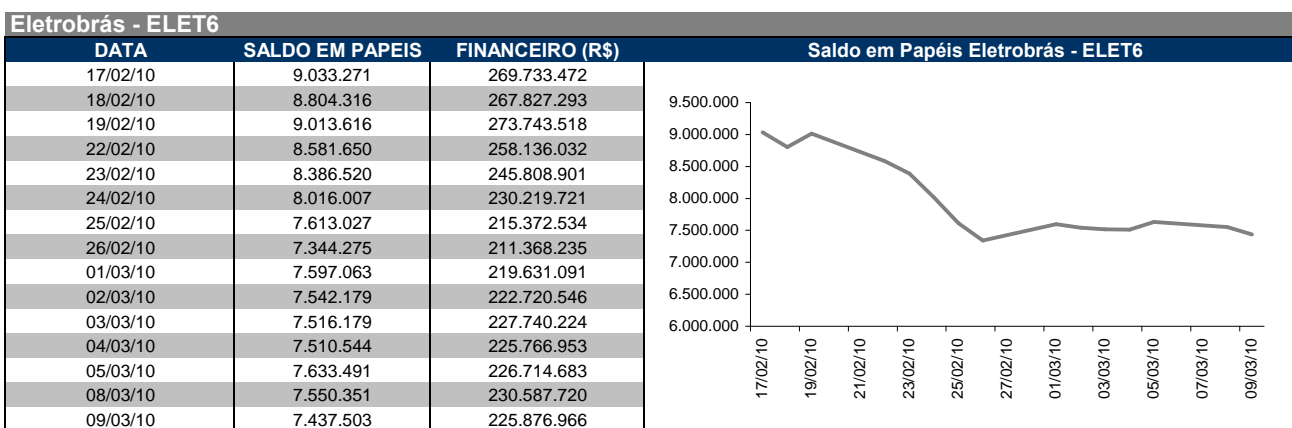 Eletrobrás - ELET6
DATA SALDO EM PAPEIS FINANCEIRO (R$)
17/02/10 9.033.271 269.733.472
18/02/10 8.804.316 267.827.293
19/02/10 9.013.616 273.743.518
22/02/10 8.581.650 258.136.032
23/02/10 8.386.520 245.808.901
24/02/10 8.016.007 230.219.721
25/02/10 7.613.027 215.372.534
26/02/10 7.344.275 211.368.235
01/03/10 7.597.063 219.631.091
02/03/10 7.542.179 222.720.546
03/03/10 7.516.179 227.740.224
04/03/10 7.510.544 225.766.953
05/03/10 7.633.491 226.714.683
08/03/10 7.550.351 230.587.720
09/03/10 7.437.503 225.876.966
Saldo em Papéis Eletrobrás - ELET6
9.500.000
9.000.000
8.500.000
8.000.000
7.500.000
7.000.000
6.500.000
6.000.000
17/02/10
19/02/10
21/02/10
23/02/10
25/02/10
27/02/10
01/03/10
03/03/10
05/03/10
07/03/10
09/03/10